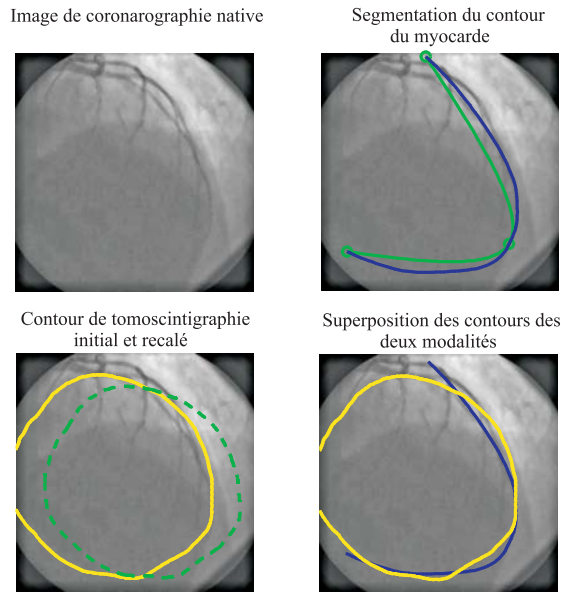 Image de coronarographie native
Segmentation du contour
du myocarde
Contour de tomoscintigraphie
initial et recalé
Superposition des contours des
deux modalités